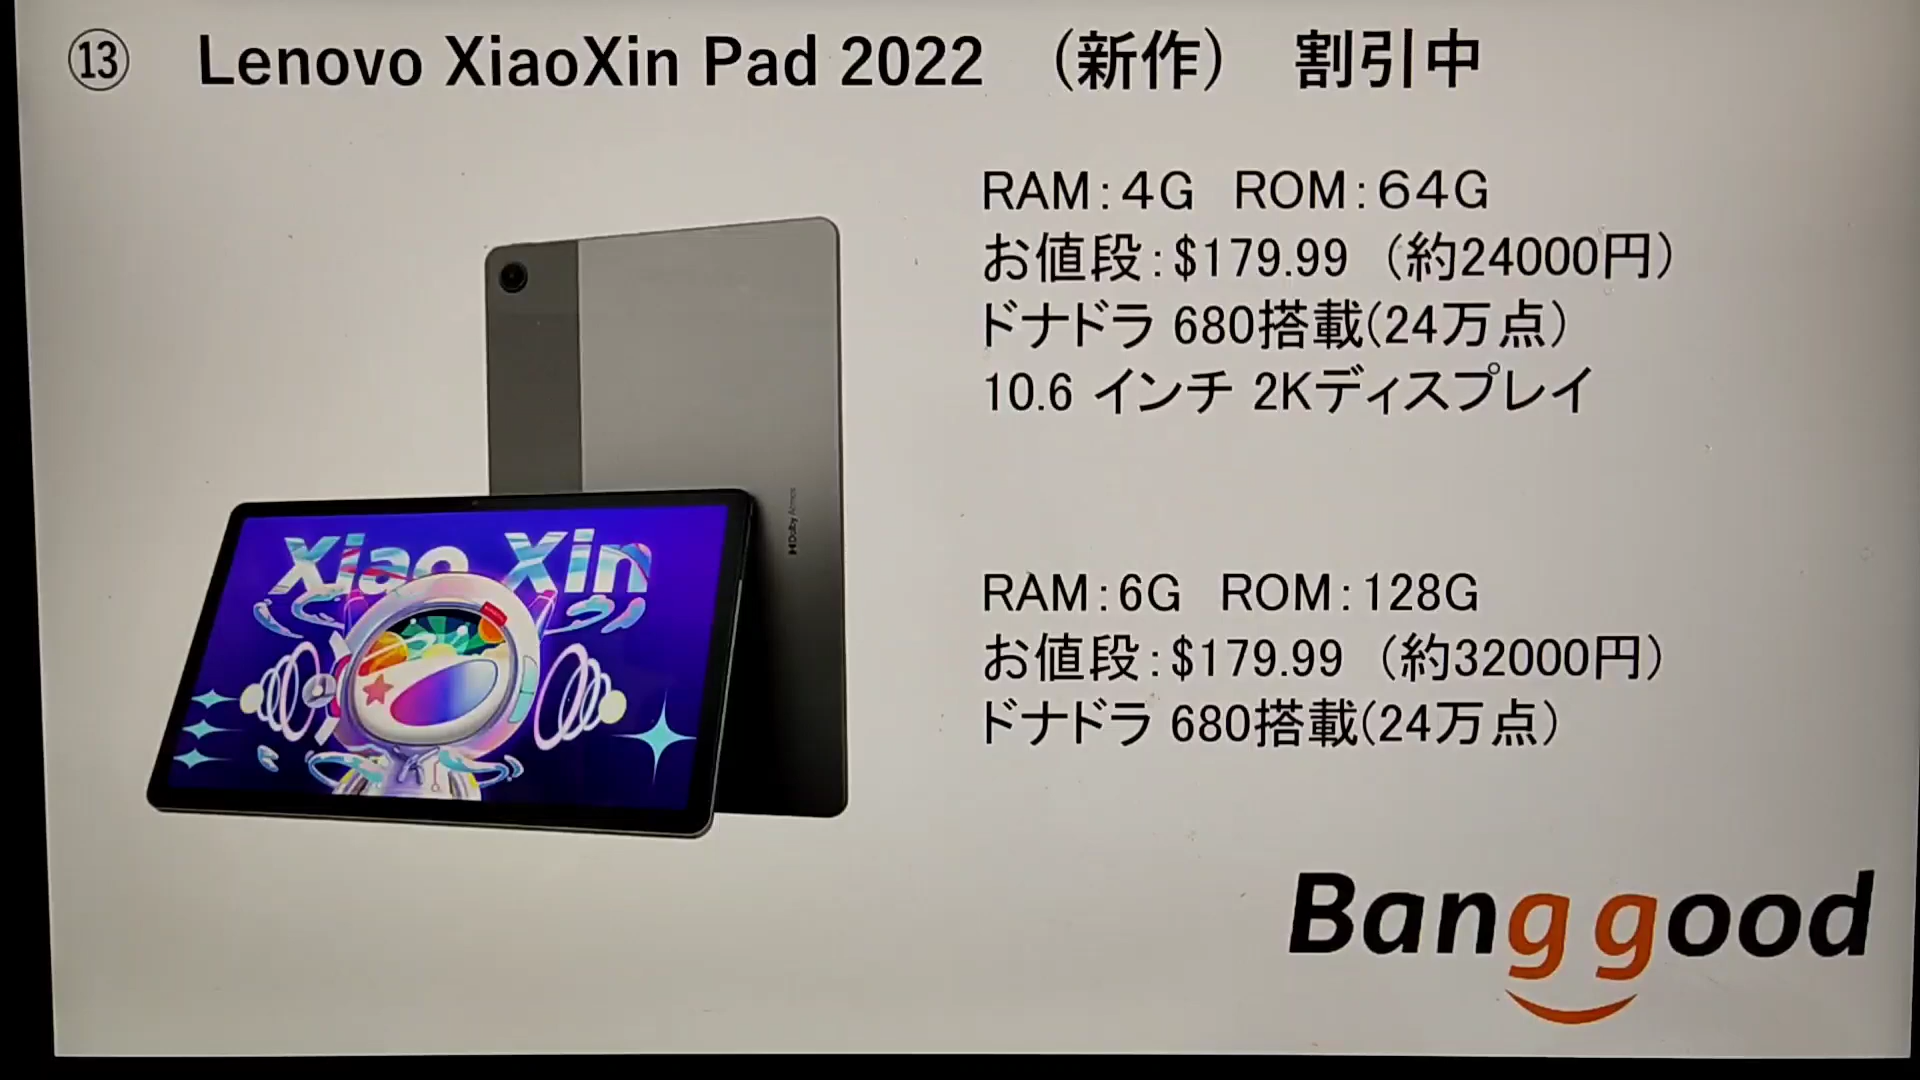 ⑬ Lenovo XiaoXin Pad 2022 （新作） 割引中
RAM：４G ROM：６４G
お値段：$179.99 （約24000円）
ドナドラ 680搭載(24万点）
10.6 インチ 2Kディスプレイ
Dolby Atmos
Xiao Xin
RAM：6G ROM：128G
お値段：$179.99 （約32000円）
ドナドラ 680搭載(24万点）
Banggood